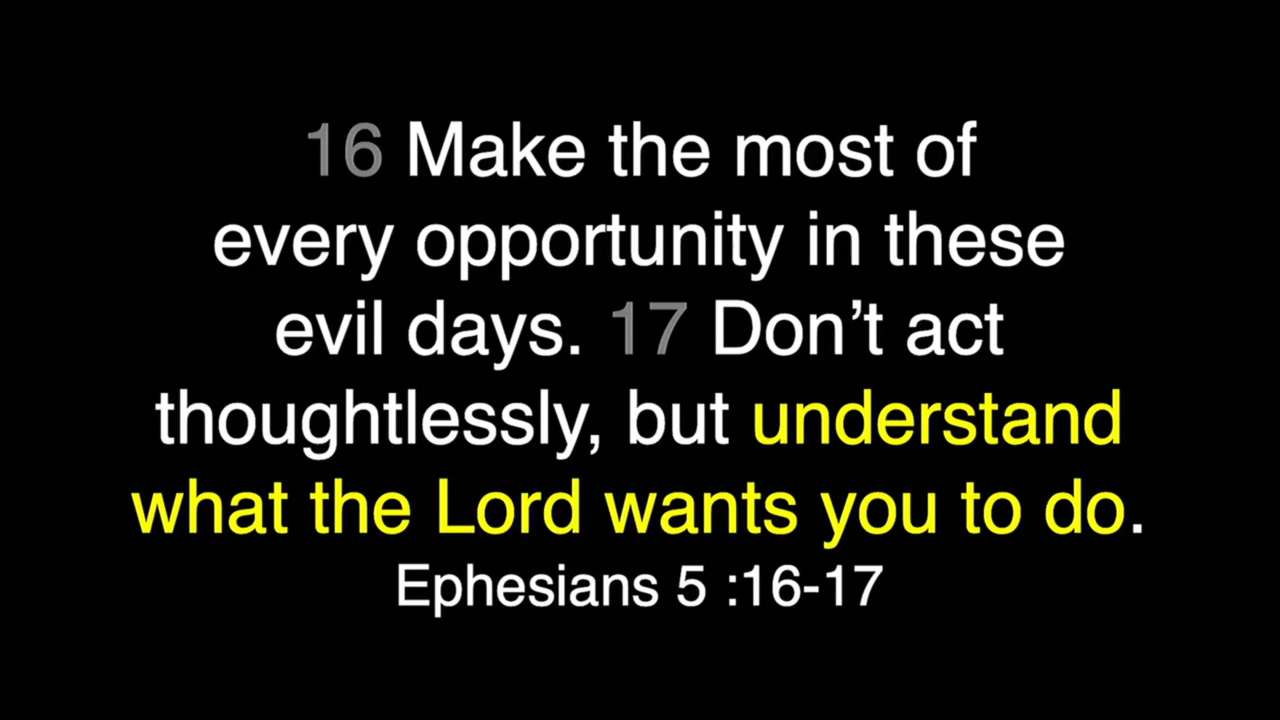 16 Make the most of
every opportunity in these
evil days. 17 Don’t act
thoughtlessly, but understand
what the Lord wants you to do.
Ephesians 5 :16-17